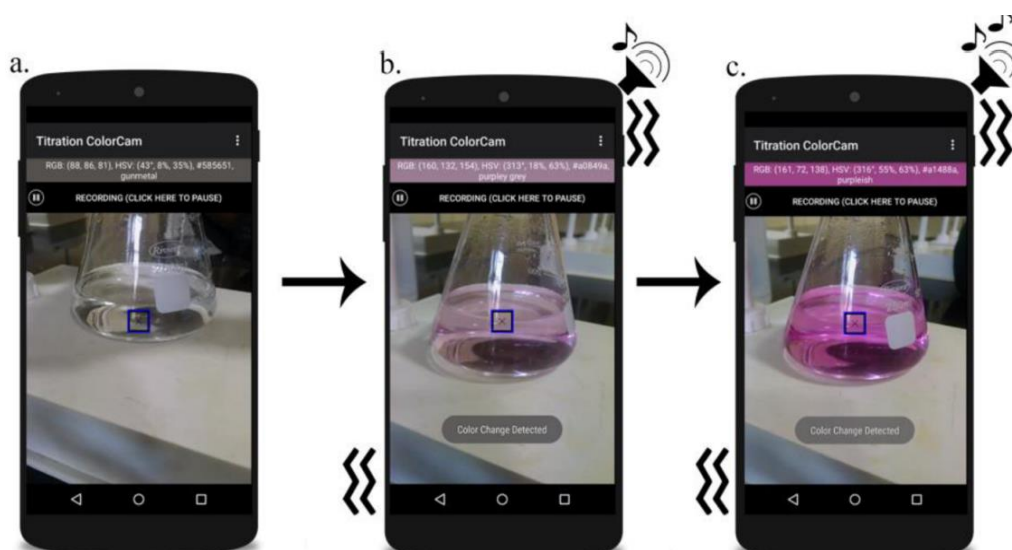 a.
Titration ColorCam
RGB: (88, 86, 81), HSV: (43°, 8%, 35%), #585651,
gunmetal
RECORDING (CLICK HERE TO PAUSE)
b.
Titration ColorCam
RGB: (160, 132, 154), HSV: (313°, 18%, 63%), #a0849a,
purpley grey
RECORDING (CLICK HERE TO PAUSE)
Color Change Detected
c.
Titration ColorCam
RGB: (161, 72, 138), HSV: (316°, 55%, 63%), #a1488a,
purpleish
RECORDING (CLICK HERE TO PAUSE)
Color Change Detected